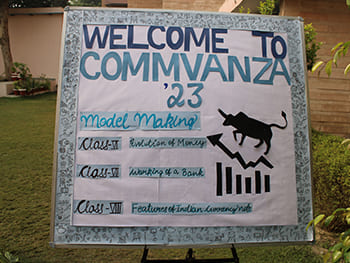 WELCOME TO
COMMVANZA
'23
Model Making
Class-VI Evolution of Money
Class-VII Working of a Bank
Class-VIII Features of Indian Currency Note